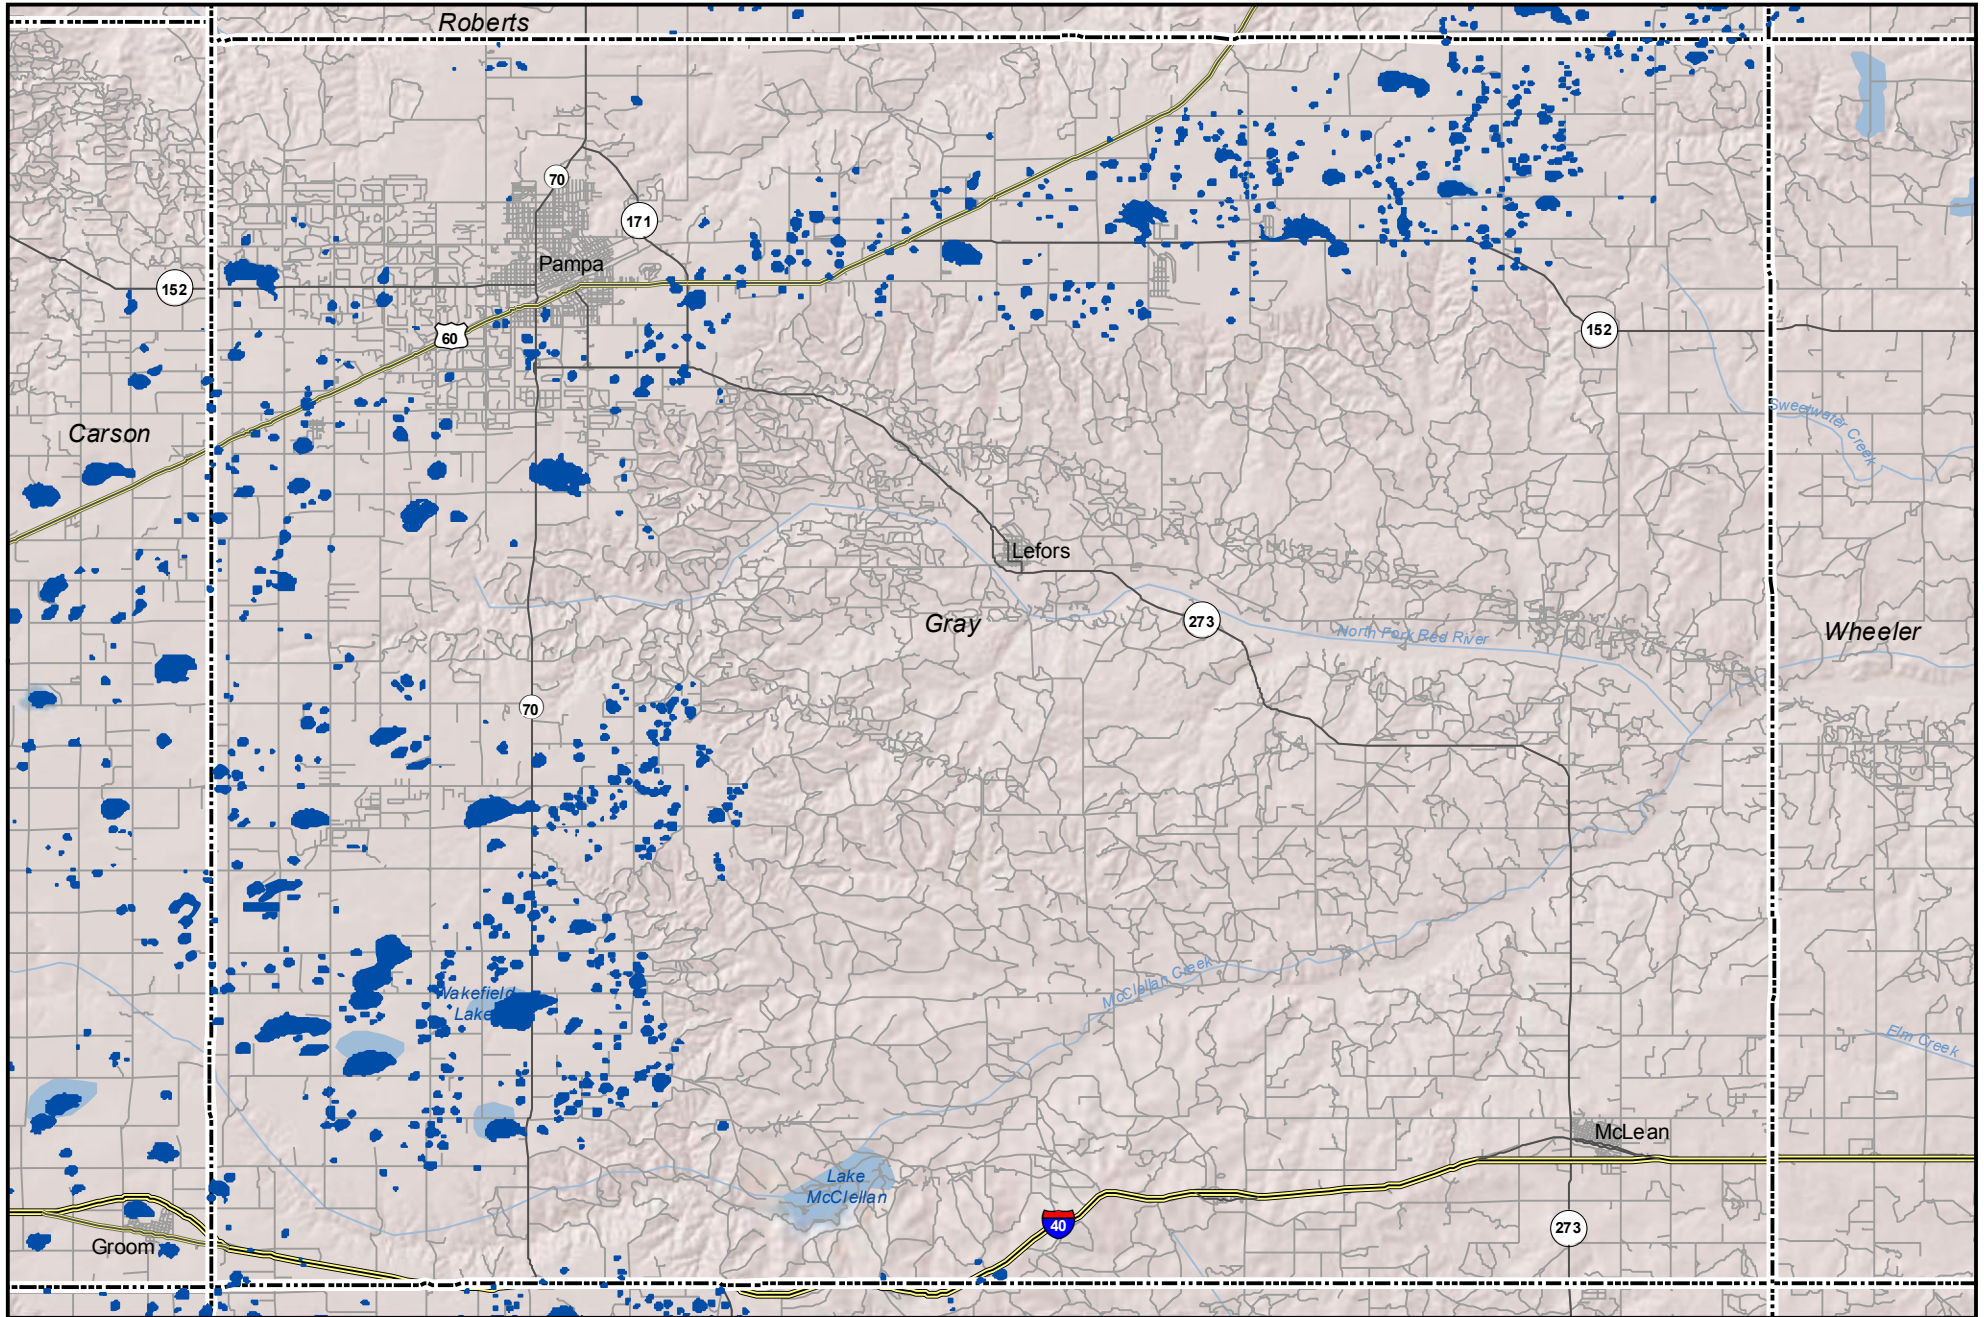 Roberts
70
171
Pampa
152
60
152
Carson
Sweetwater Creek
Lefors
Gray
273
North Fork Red River
Wheeler
70
Wakefield
Lake
McClellan Creek
Elm Creek
McLean
Lake
McClellan
40
273
Groom